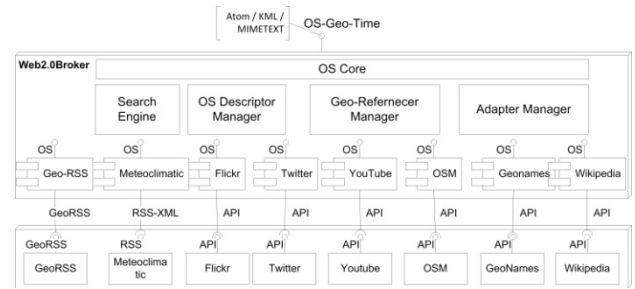 Atom / KML /
MIMETEXT
OS-Geo-Time
Web2.0Broker
OS Core
Search
Engine
OS Descriptor
Manager
Geo-Refernecer
Manager
Adapter Manager
OS OS OS OS OS OS OS OS
Geo-RSS Meteoclimatic Flickr Twitter YouTube OSM Geonames Wikipedia
GeoRSS RSS-XML API API API API API API
GeoRSS RSS API API API API API API
GeoRSS Meteoclima
tic Flickr Twitter Youtube OSM GeoNames Wikipedia